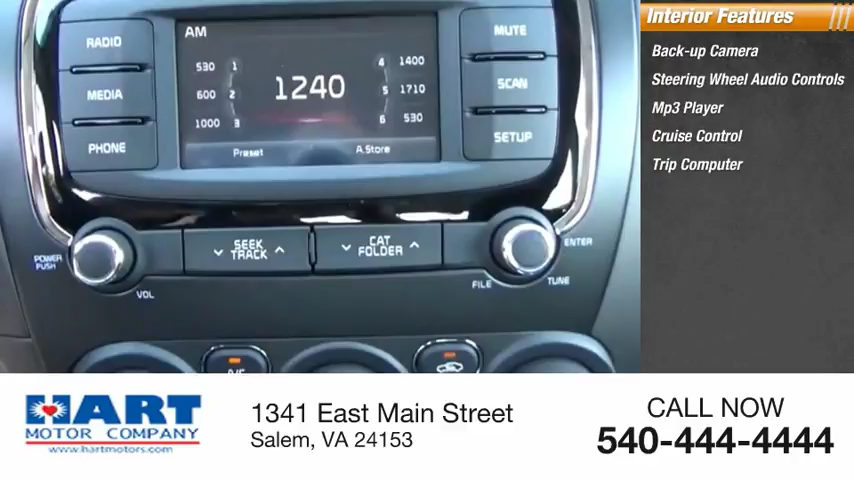 Interior Features
Back-up Camera
Steering Wheel Audio Controls
Mp3 Player
Cruise Control
Trip Computer
AM
RADIO
MEDIA
PHONE
530 1
600 2
1000 3
1240
4 1400
5 1710
6 530
Preset
A.Store
MUTE
SCAN
SETUP
POWER
PUSH
VOL
SEEK
TRACK
CAT
FOLDER
FILE
TUNE
ENTER
HART
MOTOR COMPANY
www.hartmotors.com
1341 East Main Street
Salem, VA 24153
CALL NOW
540-444-4444